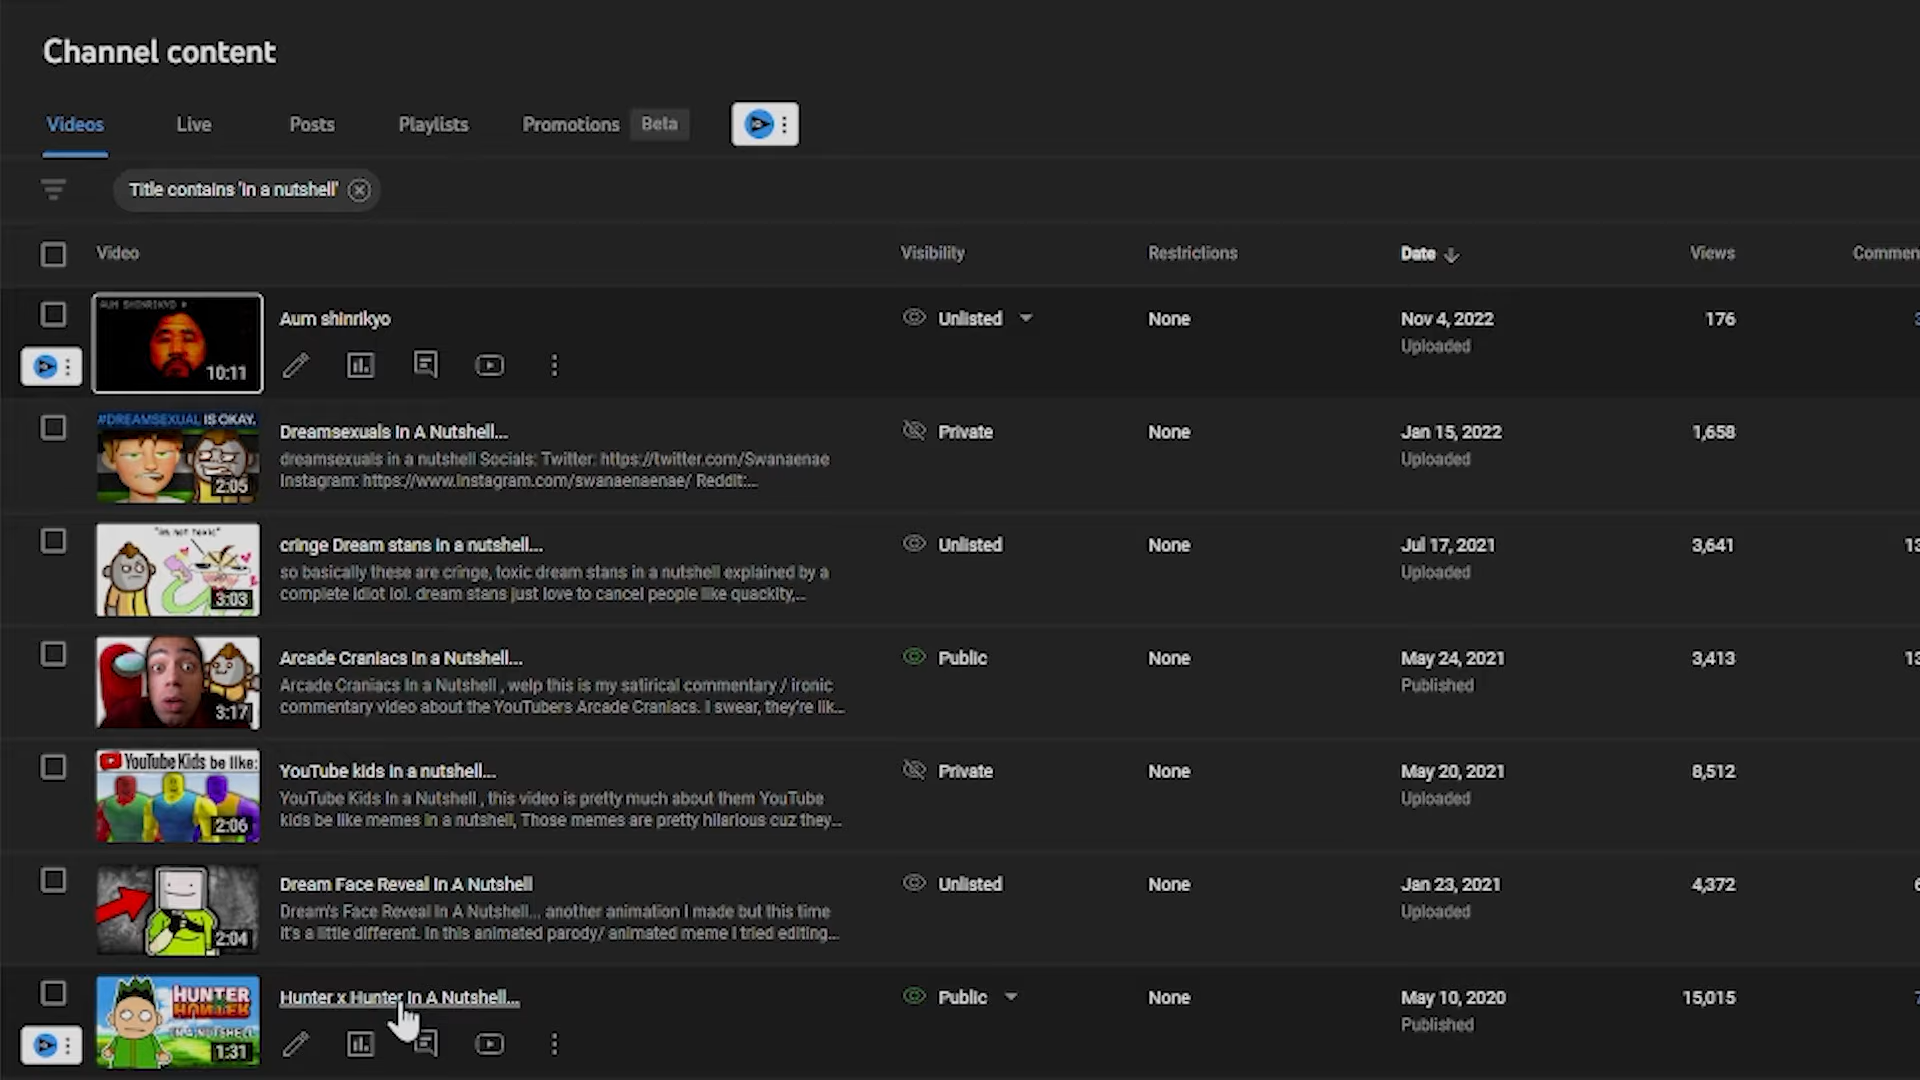 Channel content
Videos Live Posts Playlists Promotions Beta
Title contains 'in a nutshell'
Video Visibility Restrictions Date Views Commen
AUM SHINRIKYO
10:11
Aum shinrikyo Unlisted None Nov 4, 2022 176
Uploaded
#DREAMSEXUAL IS OKAY.
2:05
Dreamsexuals In A Nutshell... Private None Jan 15, 2022 1,658
dreamsexuals in a nutshell Socials: Twitter: https://twitter.com/Swanaenae Uploaded
Instagram: https://www.instagram.com/swanaenaenae/ Reddit:...
"im not toxic"
3:03
cringe Dream stans in a nutshell... Unlisted None Jul 17, 2021 3,641 13
so basically these are cringe, toxic dream stans in a nutshell explained by a Uploaded
complete idiot lol. dream stans just love to cancel people like quackity,...
3:17
Arcade Craniacs In a Nutshell... Public None May 24, 2021 3,413 13
Arcade Craniacs In a Nutshell , welp this is my satirical commentary / ironic Published
commentary video about the YouTubers Arcade Craniacs. I swear, they're lik...
YouTube Kids be like:
2:06
YouTube kids in a nutshell... Private None May 20, 2021 8,512
YouTube Kids In a Nutshell , this video is pretty much about them YouTube Uploaded
kids be like memes in a nutshell, Those memes are pretty hilarious cuz they...
2:04
Dream Face Reveal In A Nutshell Unlisted None Jan 23, 2021 4,372
Dream's Face Reveal In A Nutshell... another animation I made but this time Uploaded
it's a little different. In this animated parody/ animated meme I tried editing...
HUNTER
HUNTER
IN A NUTSHELL
1:31
Hunter x Hunter In A Nutshell... Public None May 10, 2020 15,015
Published